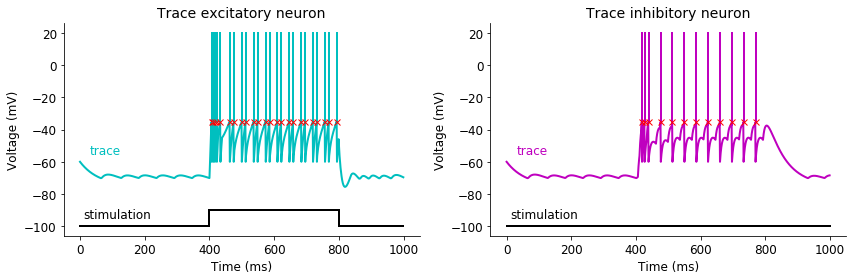 Trace excitatory neuron
Voltage (mV)
20
0
−20
−40
−60
−80
−100
trace
stimulation
0
200
400
600
800
1000
Time (ms)
Trace inhibitory neuron
Voltage (mV)
20
0
−20
−40
−60
−80
−100
trace
stimulation
0
200
400
600
800
1000
Time (ms)